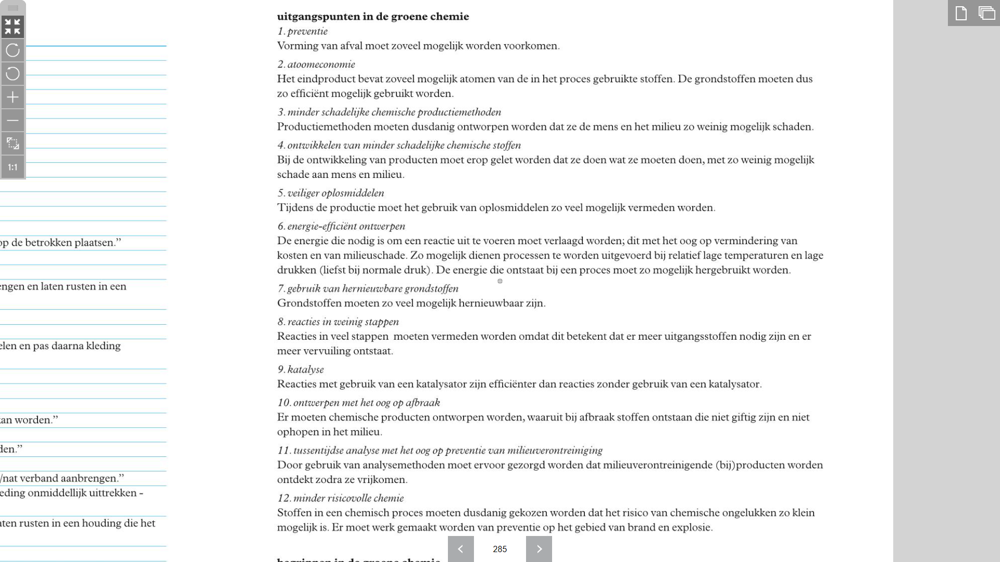 1:1
op de betrokken plaatsen.”
engen en laten rusten in een
elen en pas daarna kleding
kan worden.”
den.”
/nat verband aanbrengen.”
eding onmiddellijk uittrekken -
aten rusten in een houding die het
uitgangspunten in de groene chemie
1. preventie
Vorming van afval moet zoveel mogelijk worden voorkomen.
2. atoomeconomie
Het eindproduct bevat zoveel mogelijk atomen van de in het proces gebruikte stoffen. De grondstoffen moeten dus
zo efficiënt mogelijk gebruikt worden.
3. minder schadelijke chemische productiemethoden
Productiemethoden moeten dusdanig ontworpen worden dat ze de mens en het milieu zo weinig mogelijk schaden.
4. ontwikkelen van minder schadelijke chemische stoffen
Bij de ontwikkeling van producten moet erop gelet worden dat ze doen wat ze moeten doen, met zo weinig mogelijk
schade aan mens en milieu.
5. veiliger oplosmiddelen
Tijdens de productie moet het gebruik van oplosmiddelen zo veel mogelijk vermeden worden.
6. energie-efficiënt ontwerpen
De energie die nodig is om een reactie uit te voeren moet verlaagd worden; dit met het oog op vermindering van
kosten en van milieuschade. Zo mogelijk dienen processen te worden uitgevoerd bij relatief lage temperaturen en lage
drukken (liefst bij normale druk). De energie die ontstaat bij een proces moet zo mogelijk hergebruikt worden.
7. gebruik van hernieuwbare grondstoffen
Grondstoffen moeten zo veel mogelijk hernieuwbaar zijn.
8. reacties in weinig stappen
Reacties in veel stappen moeten vermeden worden omdat dit betekent dat er meer uitgangsstoffen nodig zijn en er
meer vervuiling ontstaat.
9. katalyse
Reacties met gebruik van een katalysator zijn efficiënter dan reacties zonder gebruik van een katalysator.
10. ontwerpen met het oog op afbraak
Er moeten chemische producten ontworpen worden, waaruit bij afbraak stoffen ontstaan die niet giftig zijn en niet
ophopen in het milieu.
11. tussentijdse analyse met het oog op preventie van milieuverontreiniging
Door gebruik van analysemethoden moet ervoor gezorgd worden dat milieuverontreinigende (bij)producten worden
ontdekt zodra ze vrijkomen.
12. minder risicovolle chemie
Stoffen in een chemisch proces moeten dusdanig gekozen worden dat het risico van chemische ongelukken zo klein
mogelijk is. Er moet werk gemaakt worden van preventie op het gebied van brand en explosie.
285
begrippen in de groene chemie